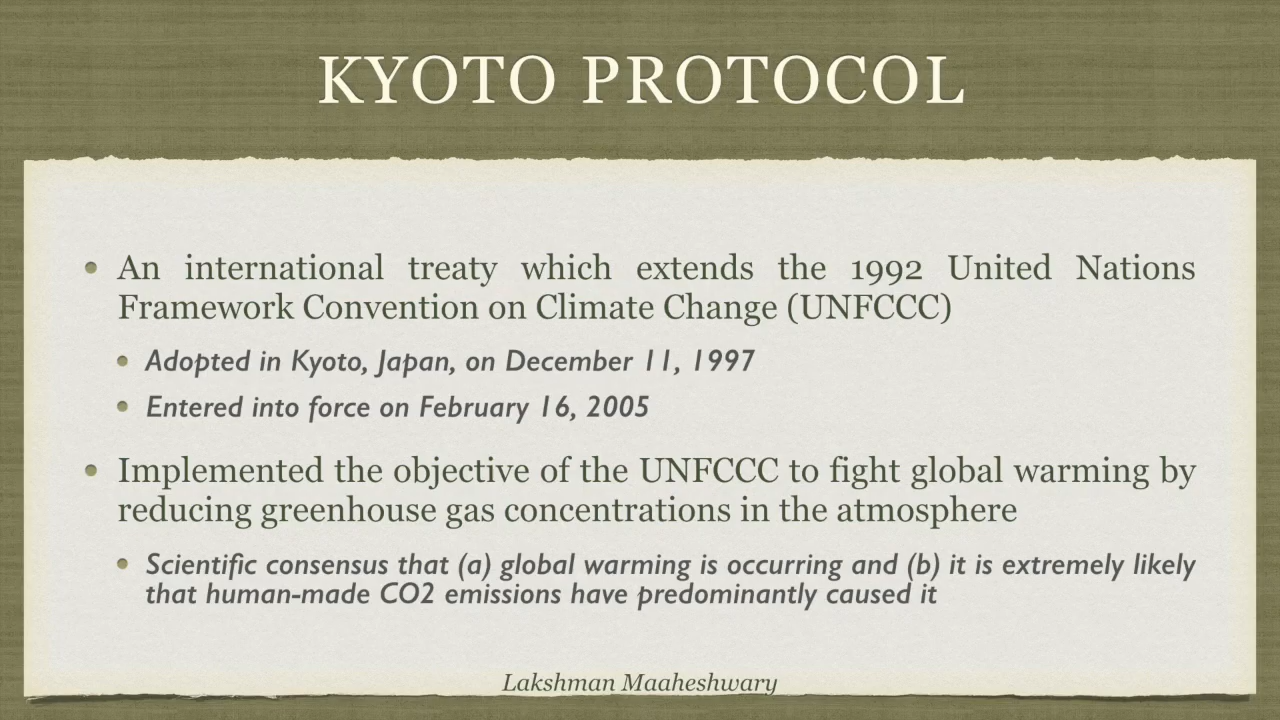 KYOTO PROTOCOL
• An international treaty which extends the 1992 United Nations
Framework Convention on Climate Change (UNFCCC)
• Adopted in Kyoto, Japan, on December 11, 1997
• Entered into force on February 16, 2005
• Implemented the objective of the UNFCCC to fight global warming by
reducing greenhouse gas concentrations in the atmosphere
• Scientific consensus that (a) global warming is occurring and (b) it is extremely likely
that human-made CO2 emissions have predominantly caused it
Lakshman Maaheshwary